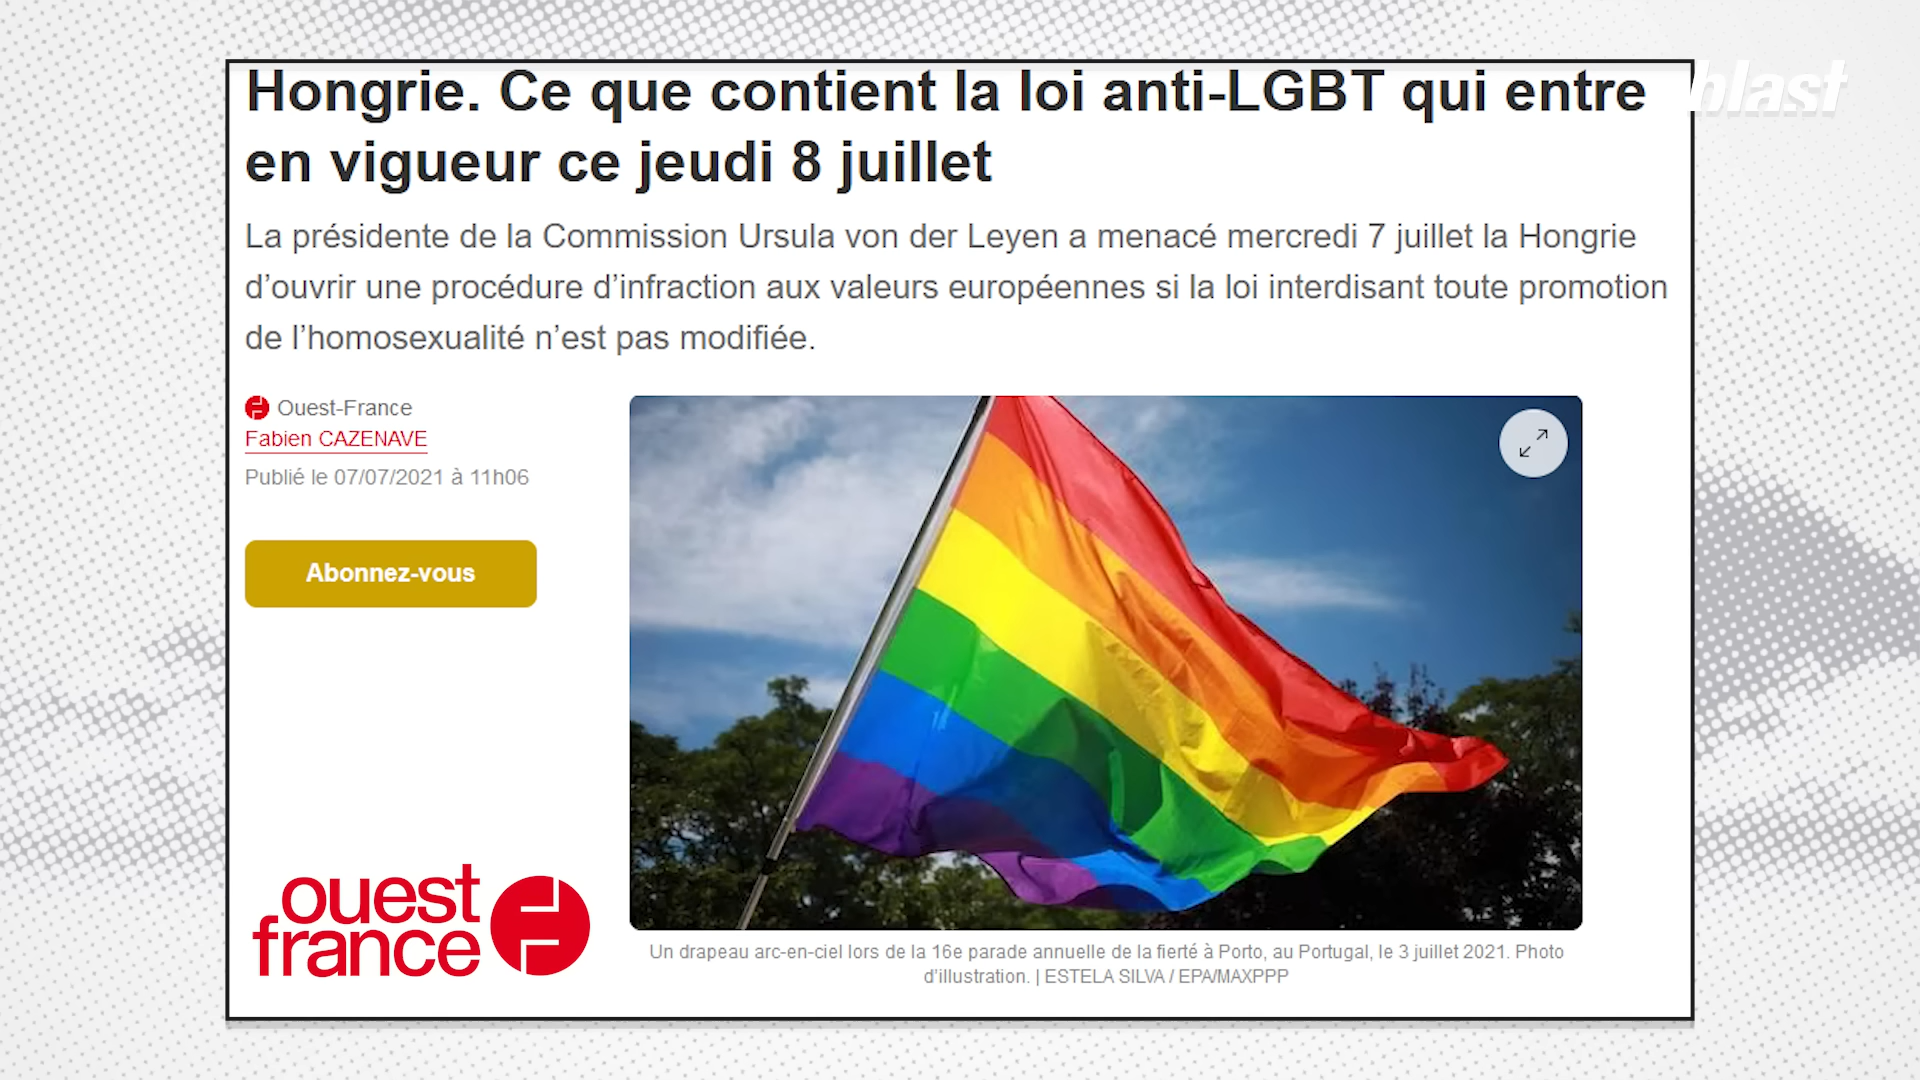 blast
Hongrie. Ce que contient la loi anti-LGBT qui entre
en vigueur ce jeudi 8 juillet
La présidente de la Commission Ursula von der Leyen a menacé mercredi 7 juillet la Hongrie
d’ouvrir une procédure d’infraction aux valeurs européennes si la loi interdisant toute promotion
de l’homosexualité n’est pas modifiée.
Ouest-France
Fabien CAZENAVE
Publié le 07/07/2021 à 11h06
Abonnez-vous
ouest
france
Un drapeau arc-en-ciel lors de la 16e parade annuelle de la fierté à Porto, au Portugal, le 3 juillet 2021. Photo
d’illustration. | ESTELA SILVA / EPA/MAXPPP